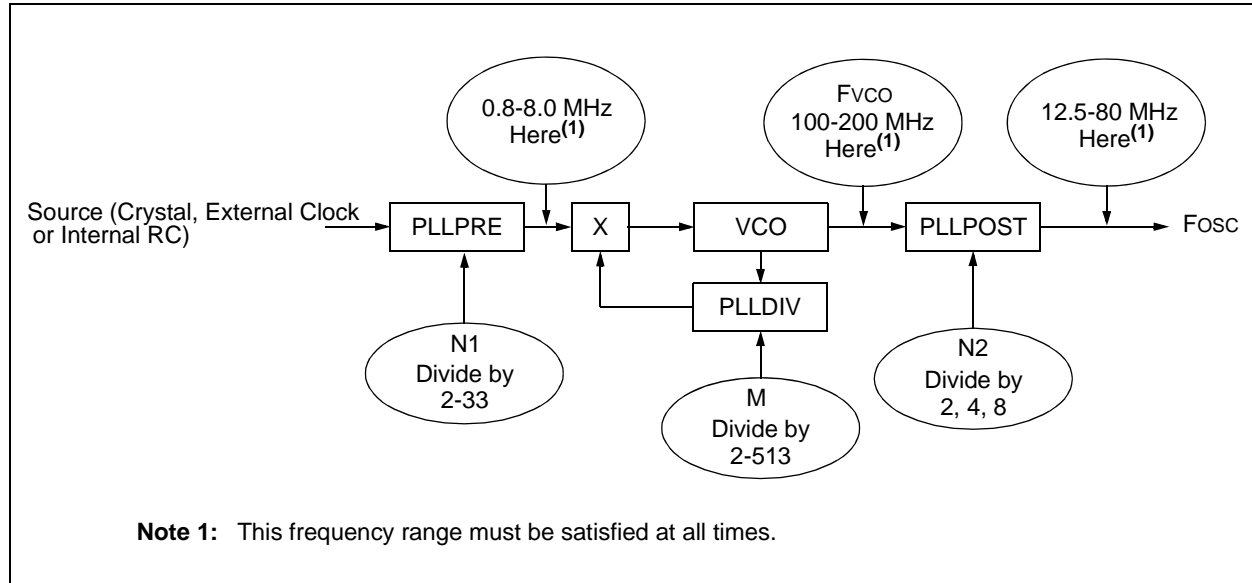 0.8-8.0 MHz
Here(1)
FVCO
100-200 MHz
Here(1)
12.5-80 MHz
Here(1)
Source (Crystal, External Clock
or Internal RC)
PLLPRE
X
VCO
PLLPOST
FOSC
PLLDIV
N1
Divide by
2-33
M
Divide by
2-513
N2
Divide by
2, 4, 8
Note 1: This frequency range must be satisfied at all times.